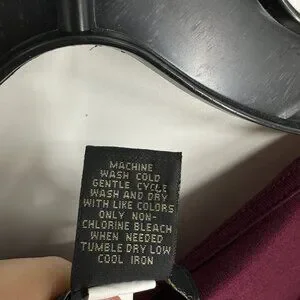 MACHINE
WASH COLD
GENTLE CYCLE
WASH AND DRY
WITH LIKE COLORS
ONLY NON-
CHLORINE BLEACH
WHEN NEEDED
TUMBLE DRY LOW
COOL IRON